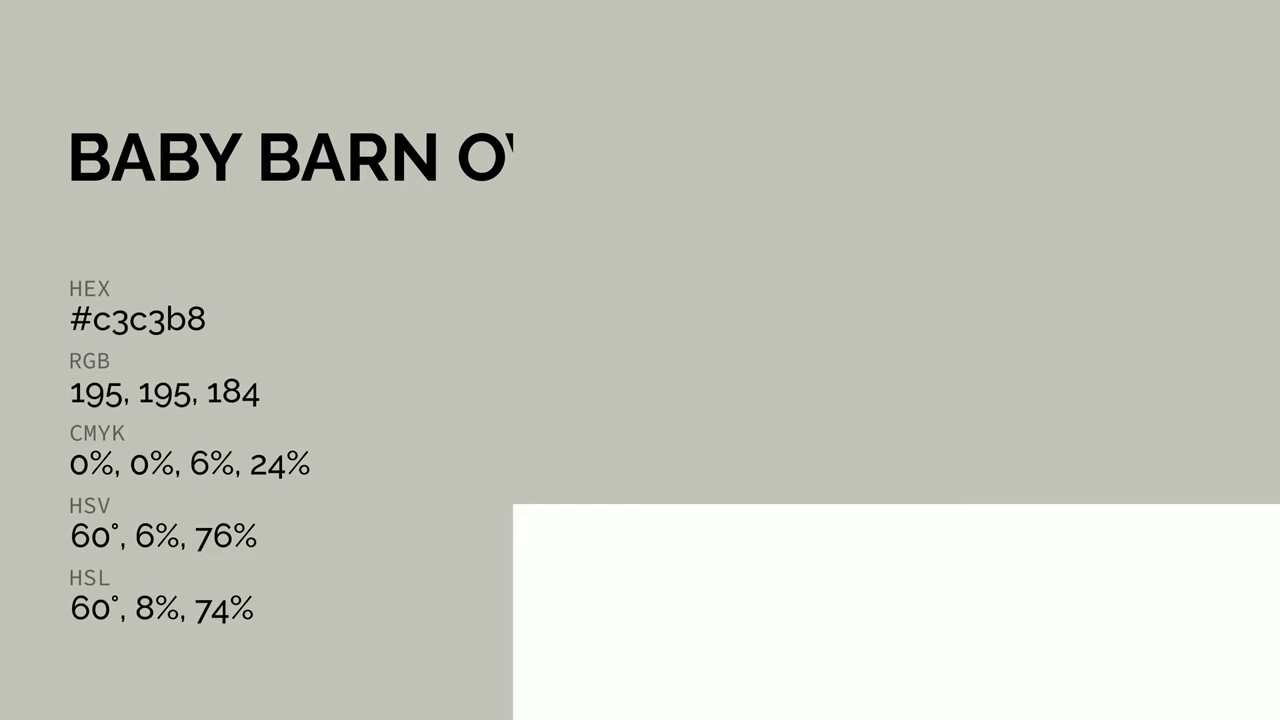 BABY BARN
HEX
#c3c3b8
RGB
195, 195, 184
CMYK
0%, 0%, 6%, 24%
HSV
60°, 6%, 76%
HSL
60°, 8%, 74%